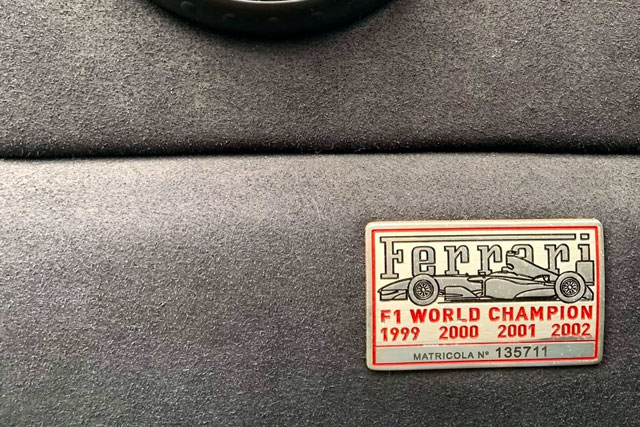 Ferrari
F1 WORLD CHAMPION
1999 2000 2001 2002
MATRICOLA Nº 135711